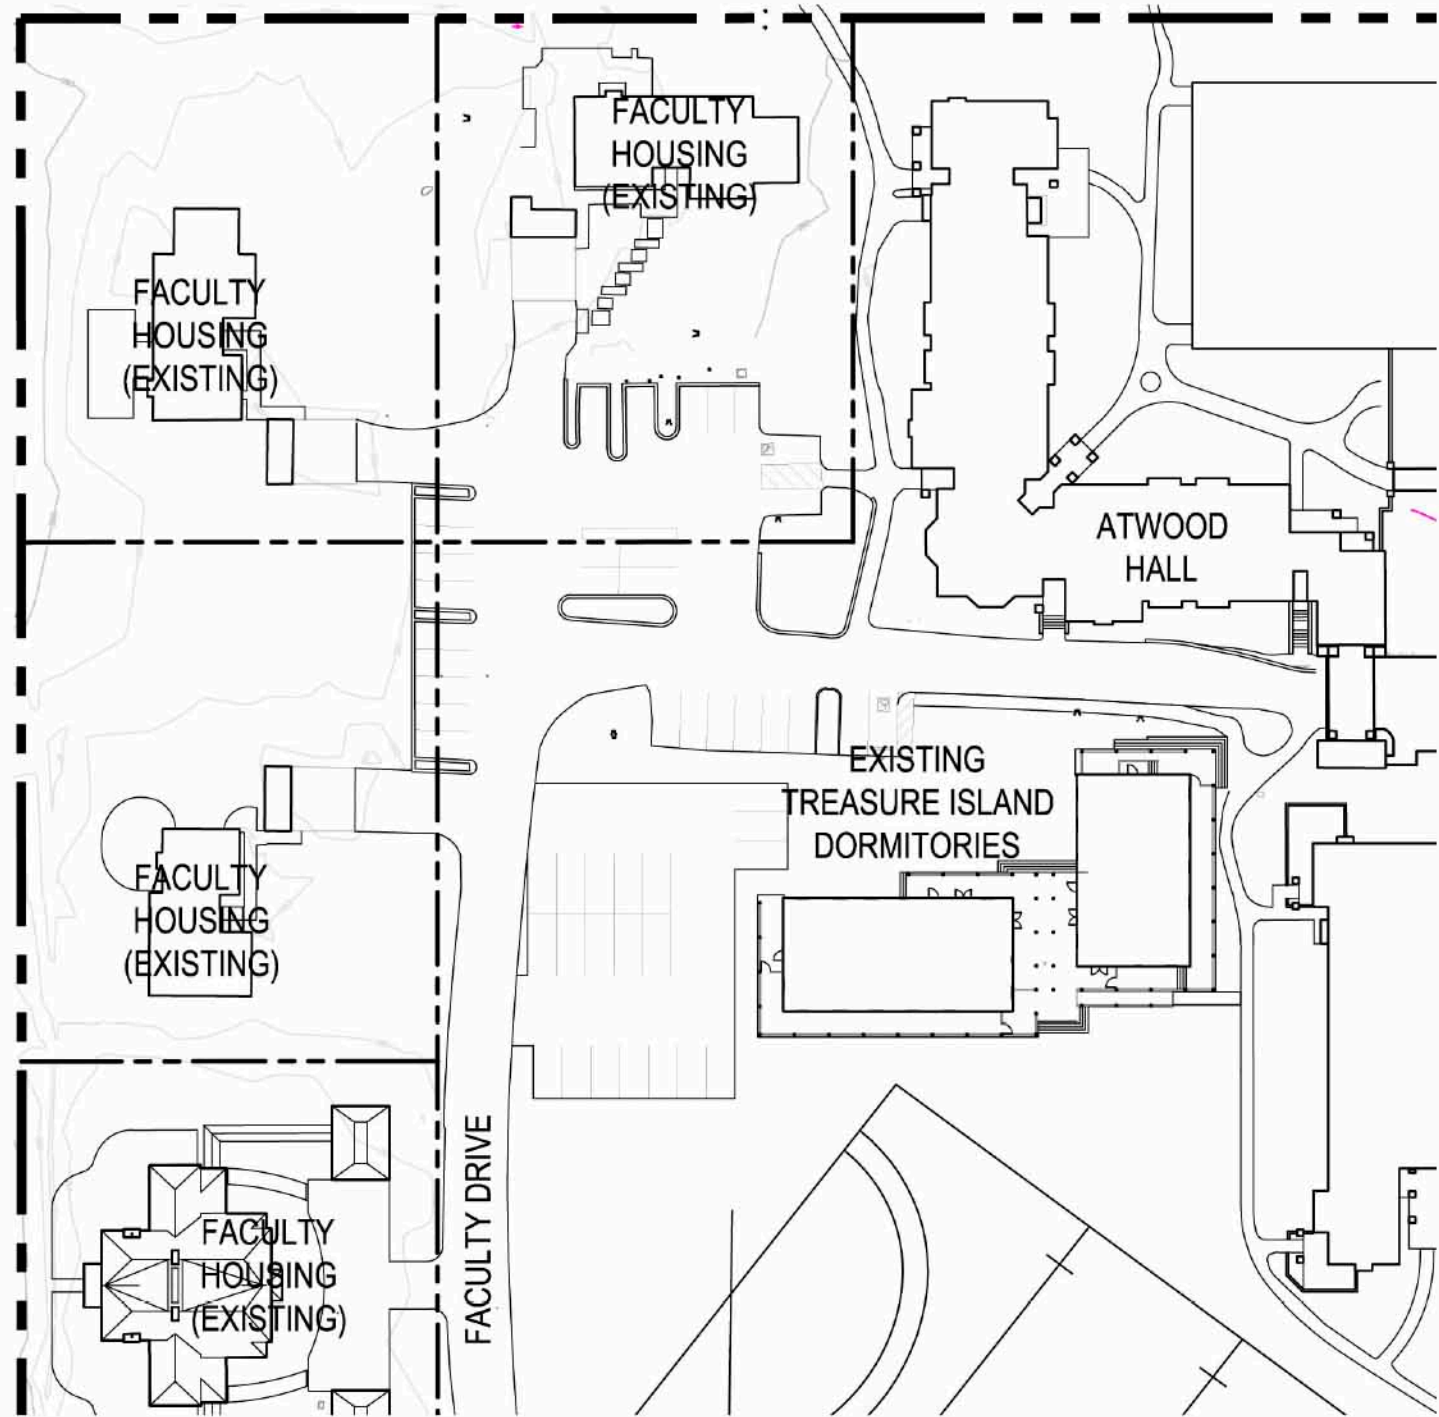 FACULTY
HOUSING
(EXISTING)
FACULTY
HOUSING
(EXISTING)
ATWOOD
HALL
EXISTING
TREASURE ISLAND
DORMITORIES
FACULTY
HOUSING
(EXISTING)
FACULTY DRIVE
FACULTY
HOUSING
(EXISTING)